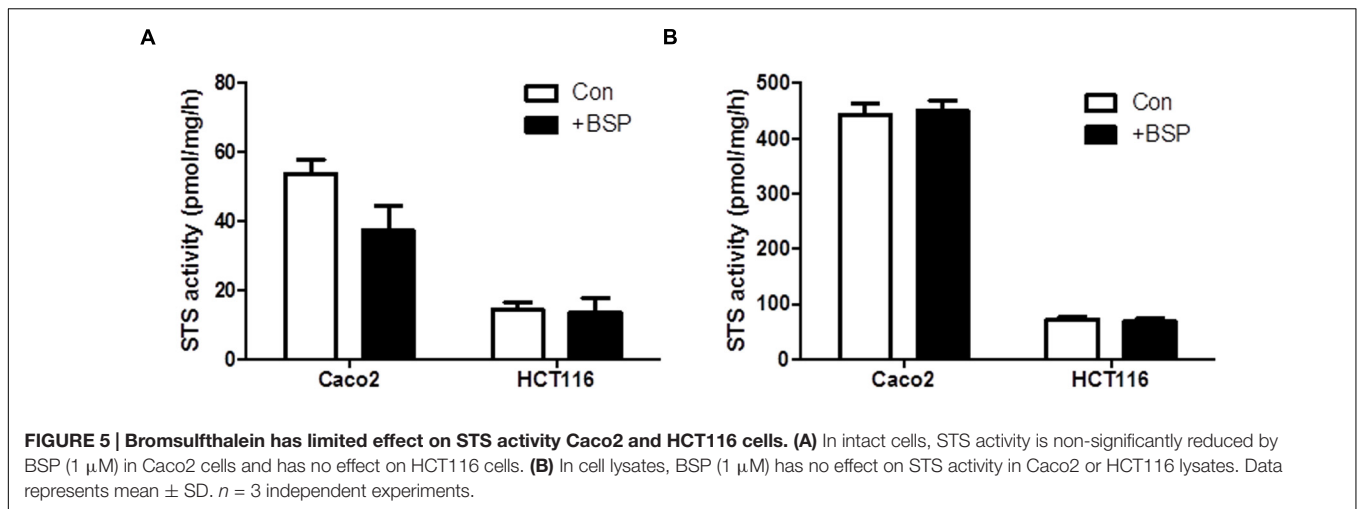 A
B
80
60
40
20
0
STS activity (pmol/mg/h)
Con
+BSP
Caco2
HCT116
500
400
300
200
100
0
STS activity (pmol/mg/h)
Con
+BSP
Caco2
HCT116
FIGURE 5 | Bromsulfthalein has limited effect on STS activity Caco2 and HCT116 cells. (A) In intact cells, STS activity is non-significantly reduced by
BSP (1 μM) in Caco2 cells and has no effect on HCT116 cells. (B) In cell lysates, BSP (1 μM) has no effect on STS activity in Caco2 or HCT116 lysates. Data
represents mean ± SD. n = 3 independent experiments.